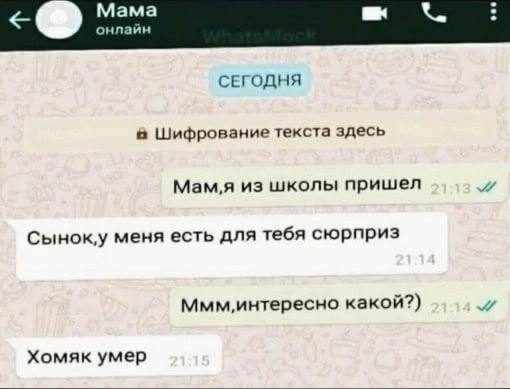 Мама
онлайн
WhatsMock
СЕГОДНЯ
Шифрование текста здесь
Мам,я из школы пришел 21:13
Сынок,у меня есть для тебя сюрприз
21:14
Ммм,интересно какой?) 21:14
Хомяк умер 21:15